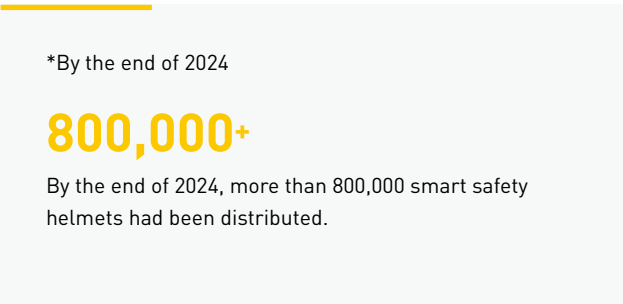 *By the end of 2024
800,000+
By the end of 2024, more than 800,000 smart safety
helmets had been distributed.